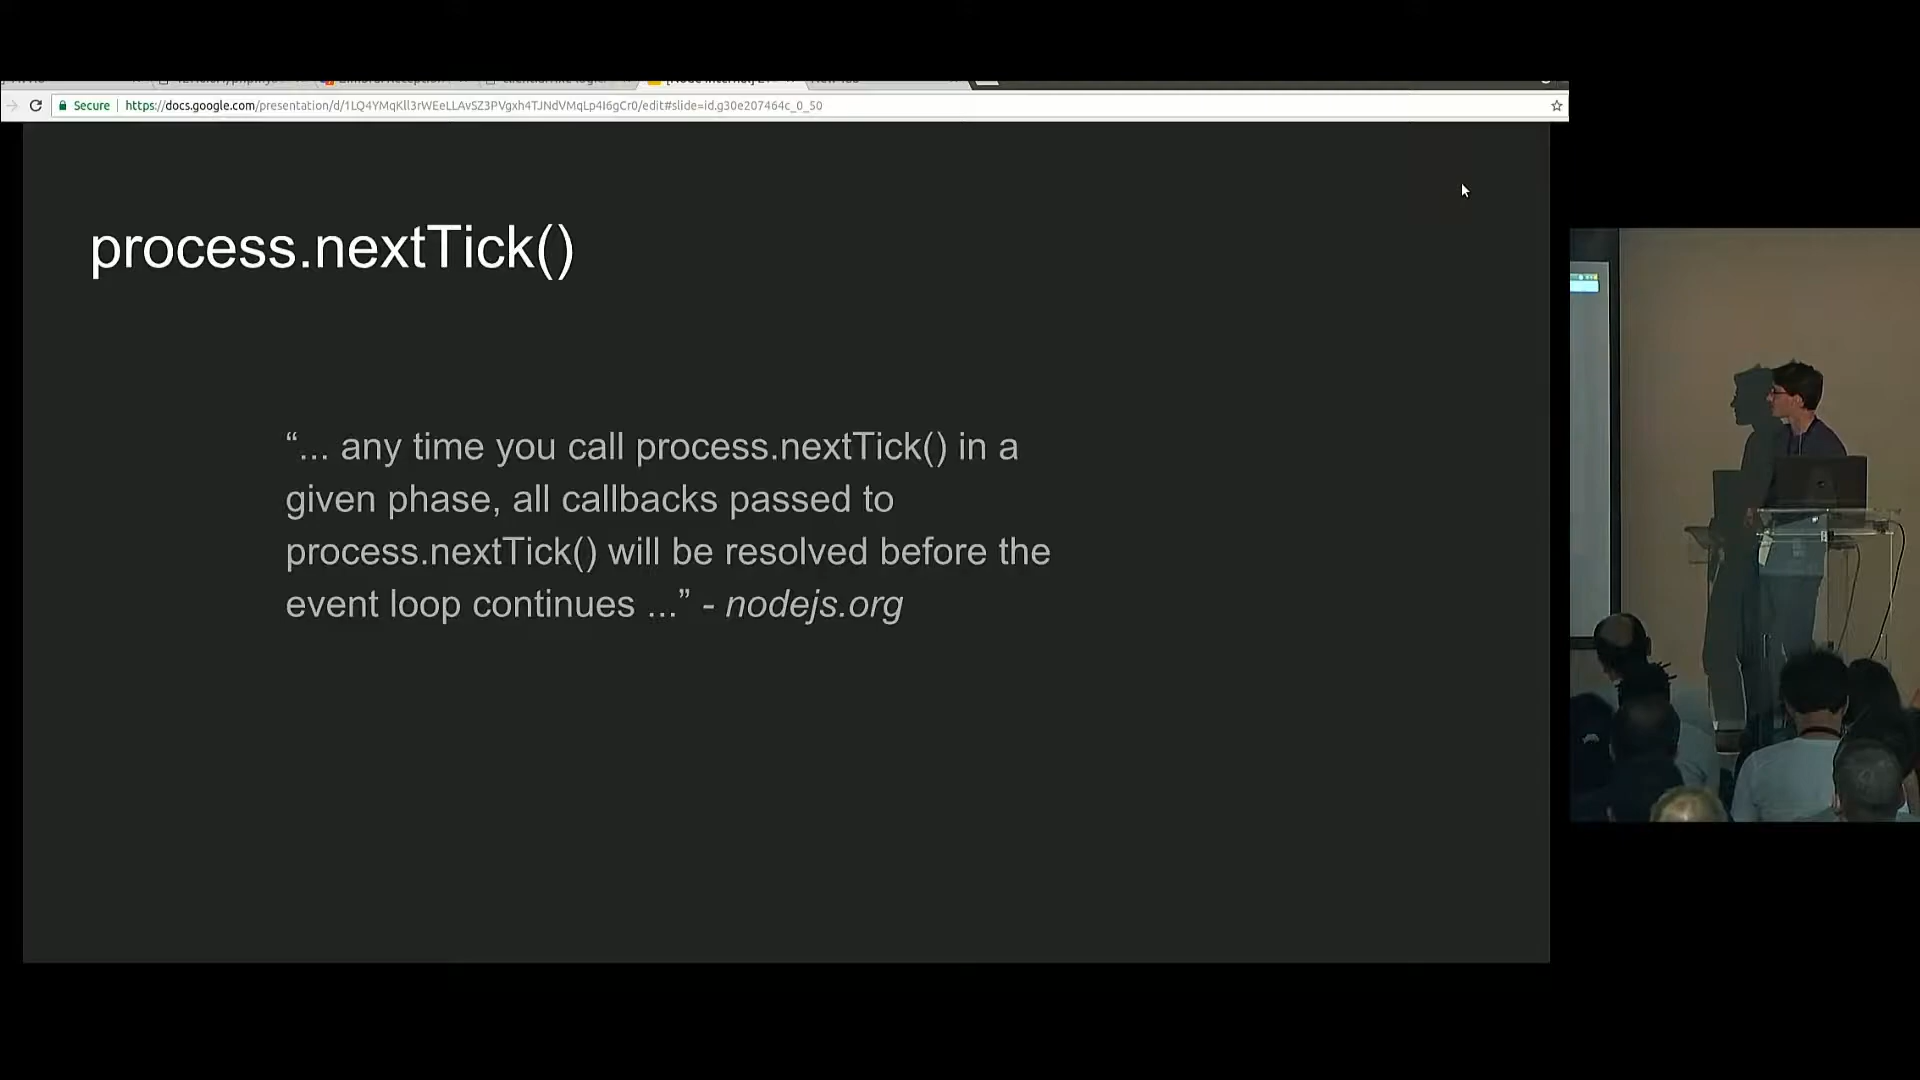 Secure
https://docs.google.com/presentation/d/1LQ4YMqKll3rWEeLLAvSZ3PVgxh4TJNdVMqLp4I6gCr0/edit#slide=id.g30e207464c_0_50
process.nextTick()
“... any time you call process.nextTick() in a
given phase, all callbacks passed to
process.nextTick() will be resolved before the
event loop continues ...” - nodejs.org